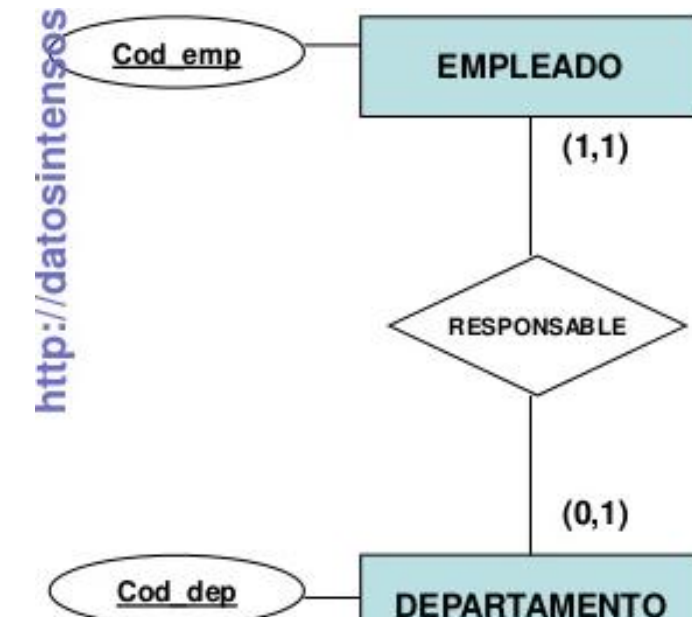 http://datosintensos
Cod_emp
EMPLEADO
(1,1)
RESPONSABLE
(0,1)
Cod_dep
DEPARTAMENTO